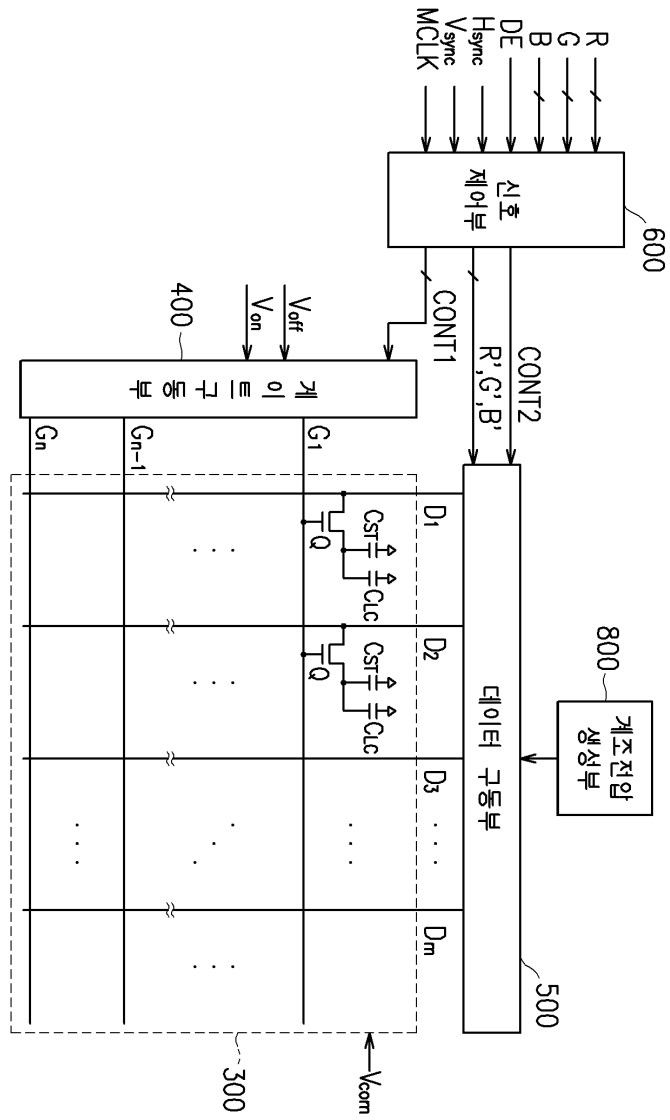 R
G
B
DE
Hsync
Vsync
MCLK
신호
제어부
600
CONT2
R',G',B'
CONT1
계조전압
생성부
800
데이터 구동부
500
Voff
Von
400
게이트구동부
G1
Gn-1
Gn
D1
D2
D3
Dm
Q
CST
CLC
Q
CST
CLC
Vcom
300